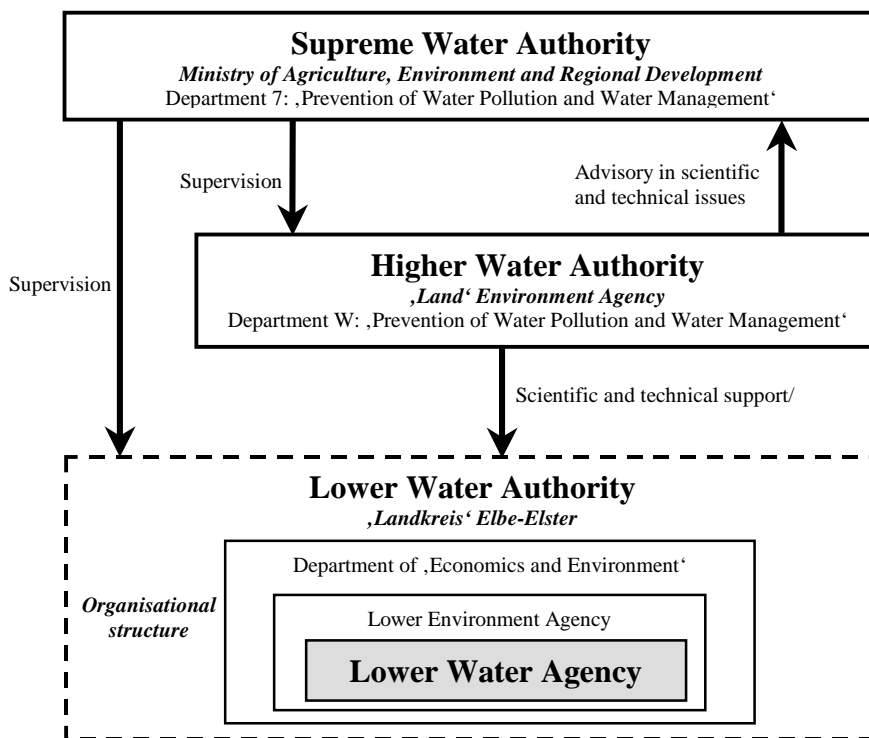 Supreme Water Authority
Ministry of Agriculture, Environment and Regional Development
Department 7: ‚Prevention of Water Pollution and Water Management‘
Supervision
Advisory in scientific
and technical issues
Supervision
Higher Water Authority
‚Land‘ Environment Agency
Department W: ‚Prevention of Water Pollution and Water Management‘
Scientific and technical support/
Lower Water Authority
‚Landkreis‘ Elbe-Elster
Department of ‚Economics and Environment‘
Organisational
structure
Lower Environment Agency
Lower Water Agency